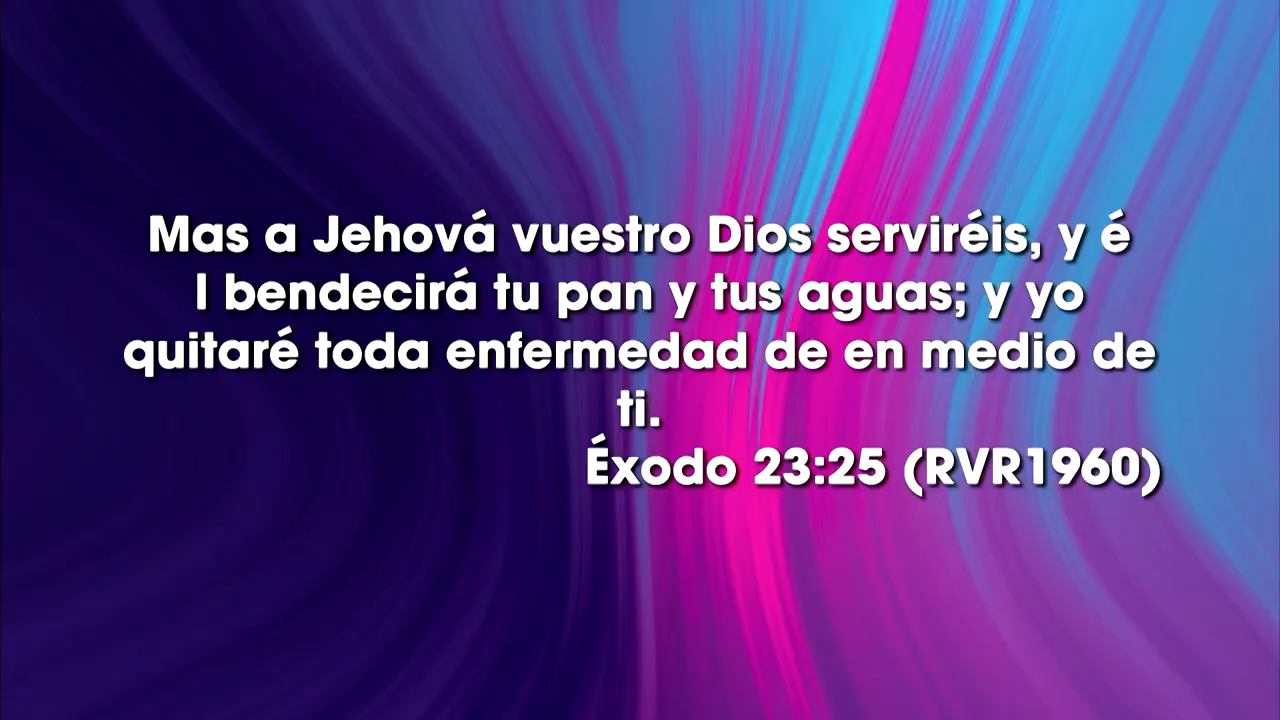 Mas a Jehová vuestro Dios serviréis, y é
l bendecirá tu pan y tus aguas; y yo
quitaré toda enfermedad de en medio de
ti.
Éxodo 23:25 (RVR1960)